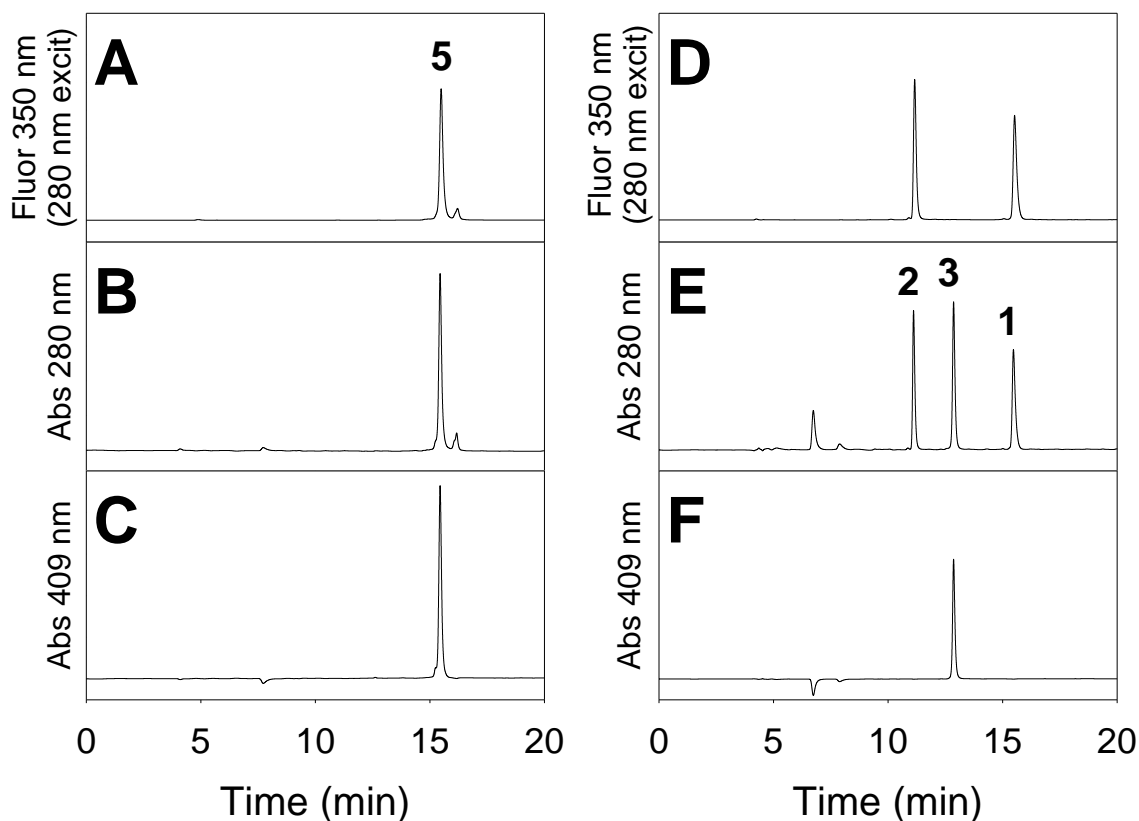 A
5
Fluor 350 nm
(280 nm excit)
B
Abs 280 nm
C
Abs 409 nm
0 5 10 15 20
Time (min)
D
Fluor 350 nm
(280 nm excit)
E
2 3 1
Abs 280 nm
F
Abs 409 nm
0 5 10 15 20
Time (min)